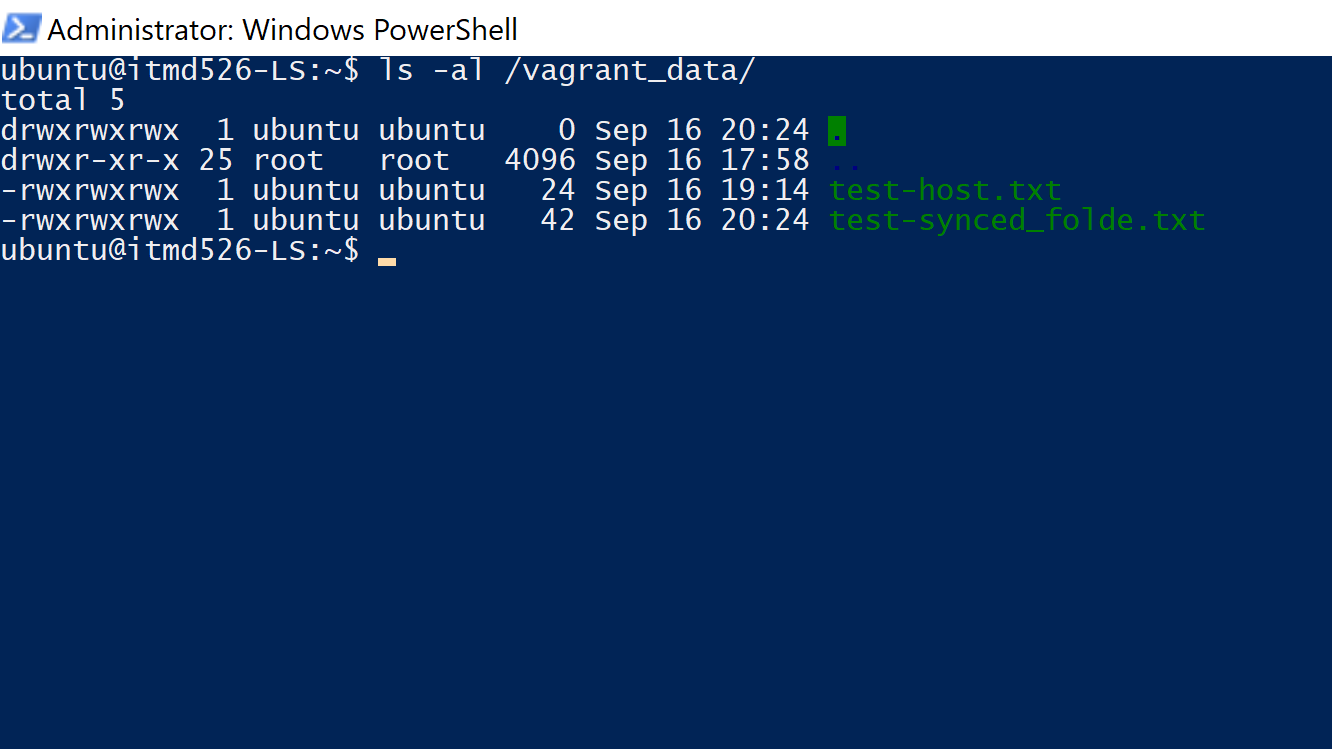 Administrator: Windows PowerShell
ubuntu@itmd526-LS:~$ ls -al /vagrant_data/
total 5
drwxrwxrwx  1 ubuntu ubuntu    0 Sep 16 20:24 .
drwxr-xr-x 25 root   root   4096 Sep 16 17:58 ..
-rwxrwxrwx  1 ubuntu ubuntu   24 Sep 16 19:14 test-host.txt
-rwxrwxrwx  1 ubuntu ubuntu   42 Sep 16 20:24 test-synced_folde.txt
ubuntu@itmd526-LS:~$